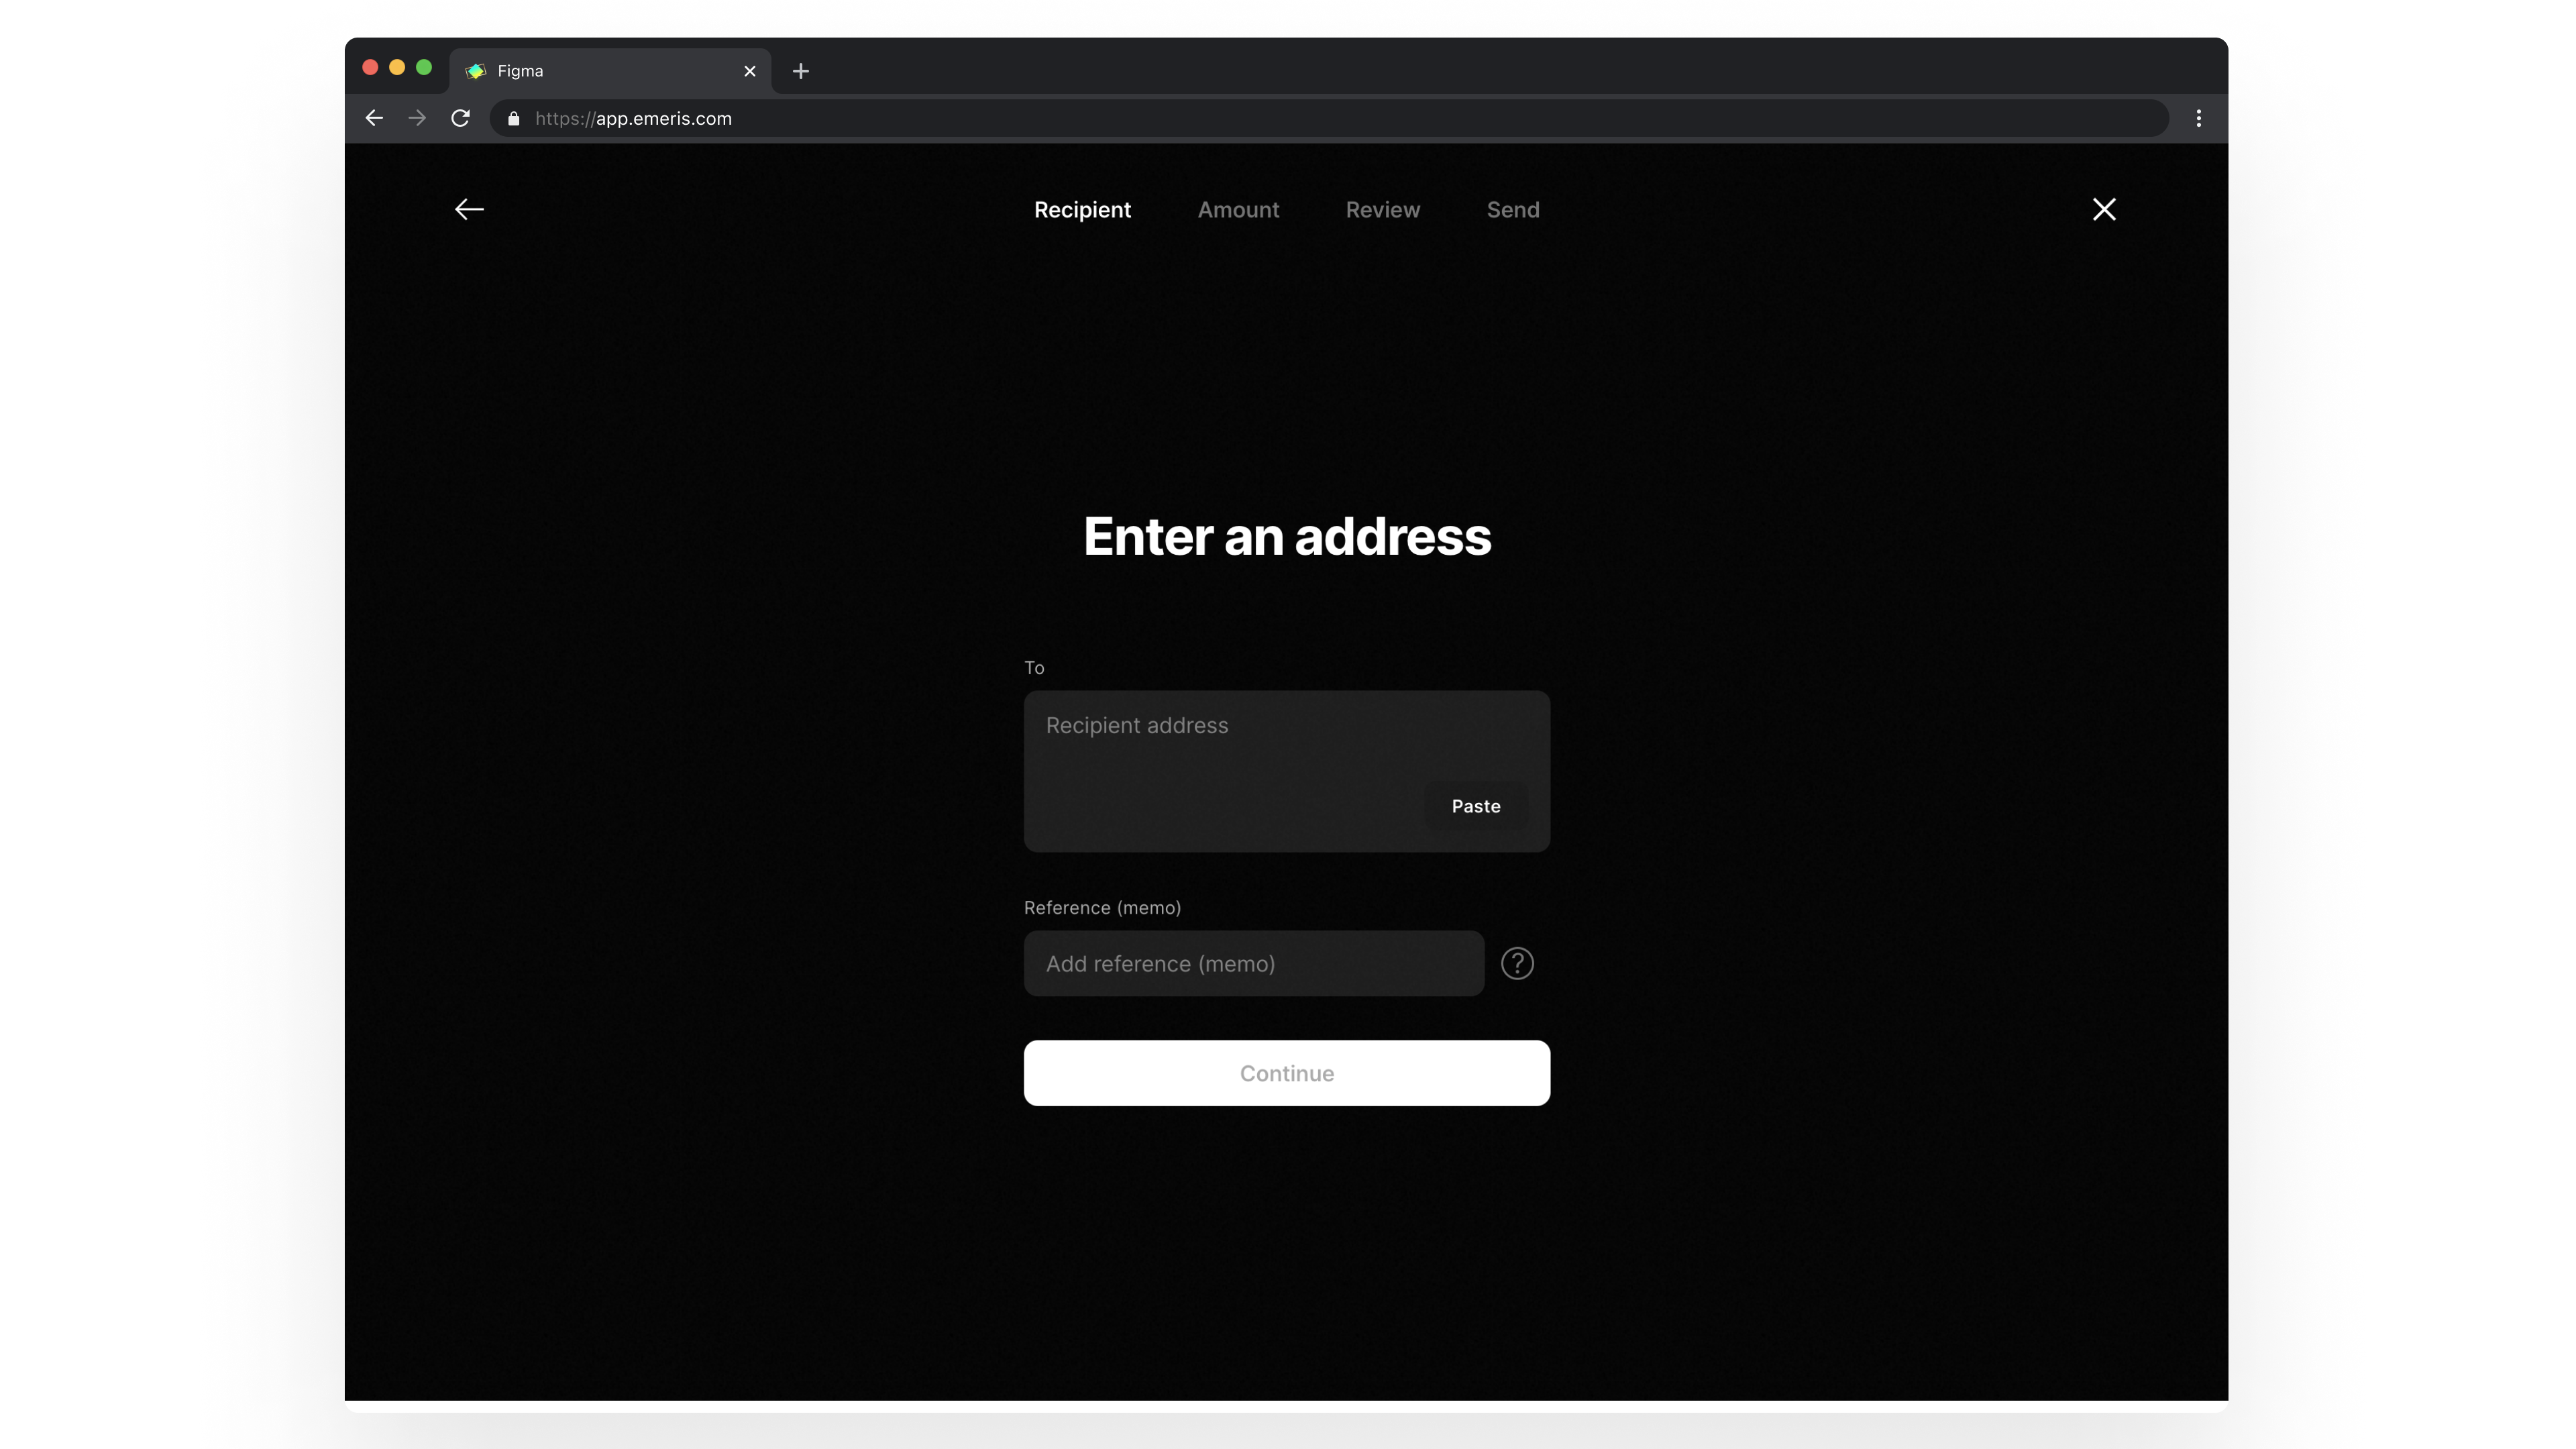 Figma
https://app.emeris.com
Recipient Amount Review Send
Enter an address
To
Recipient address
Paste
Reference (memo)
Add reference (memo)
?
Continue